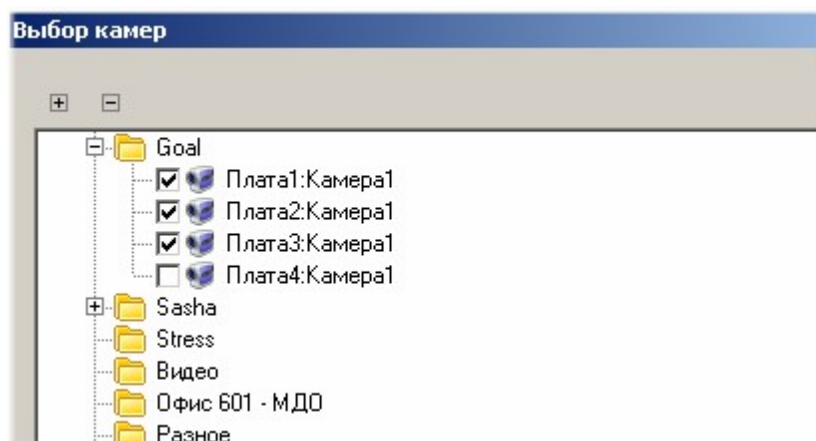 Выбор камер
Goal
Плата1:Камера1
Плата2:Камера1
Плата3:Камера1
Плата4:Камера1
Sasha
Stress
Видео
Офис 601 - МДО
Разное